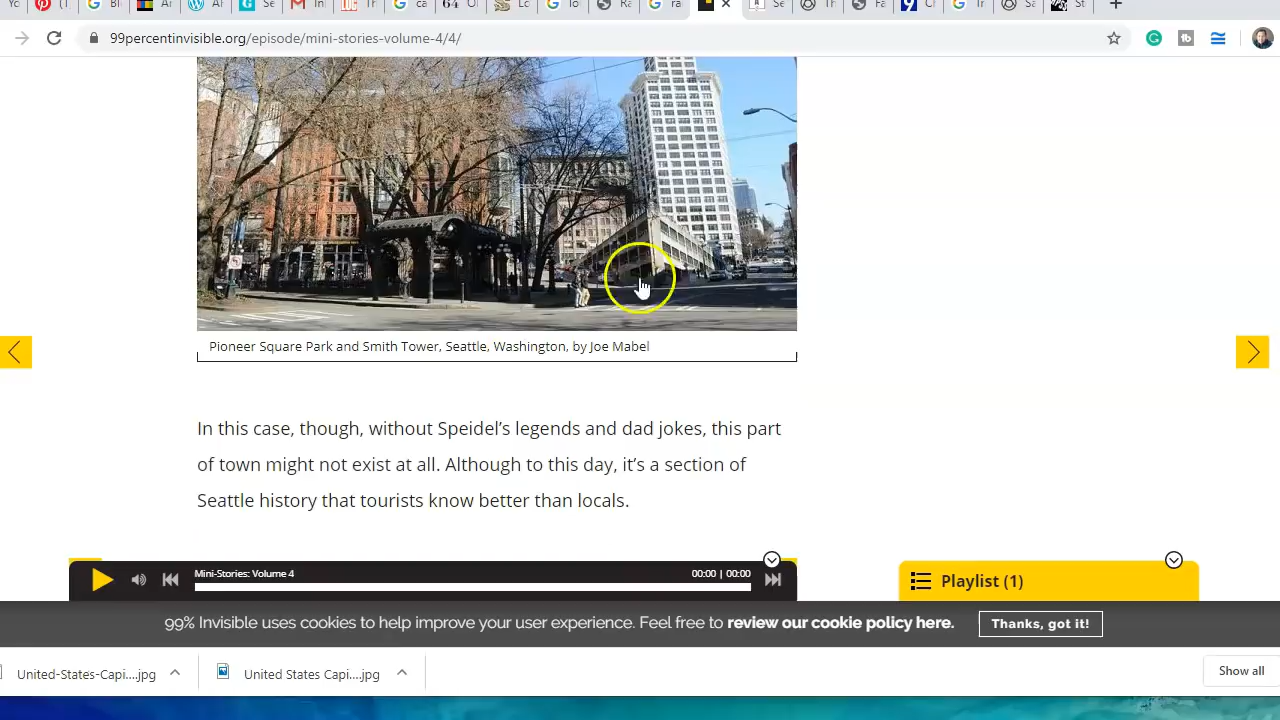 99percentinvisible.org/episode/mini-stories-volume-4/4/
Pioneer Square Park and Smith Tower, Seattle, Washington, by Joe Mabel
In this case, though, without Speidel's legends and dad jokes, this part
of town might not exist at all. Although to this day, it's a section of
Seattle history that tourists know better than locals.
Mini-Stories: Volume 4
00:00 | 00:00
Playlist (1)
99% Invisible uses cookies to help improve your user experience. Feel free to review our cookie policy here.
Thanks, got it!
United-States-Capi....jpg
United States Capi....jpg
Show all